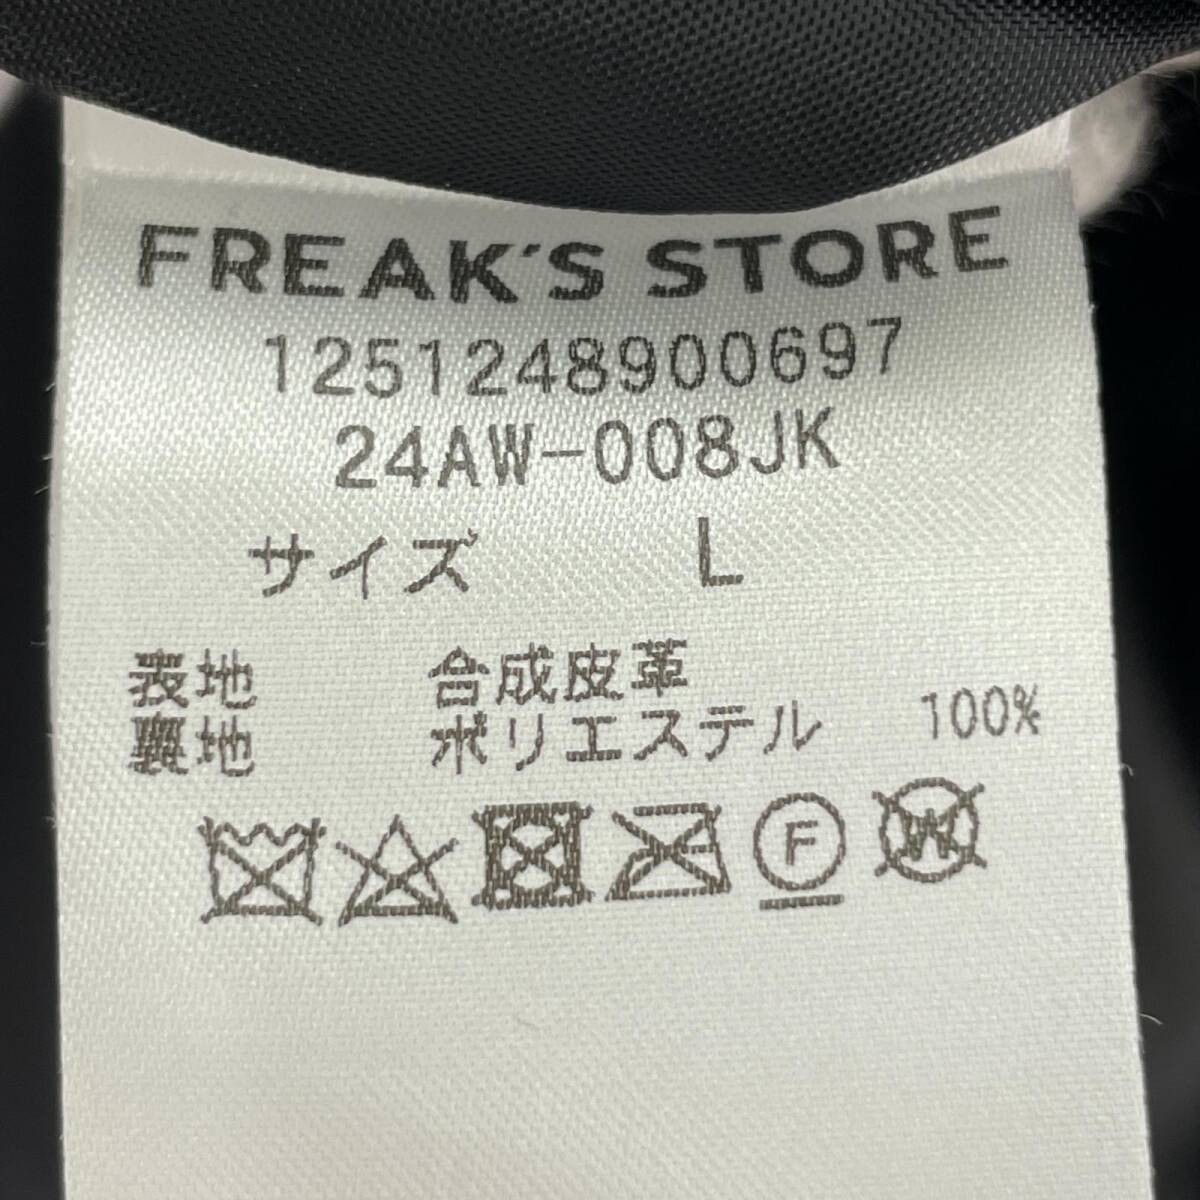 FREAK'S STORE
1251248900697
24AW-008JK
サイズ L
表地 合成皮革
裏地 ポリエステル 100%
F W